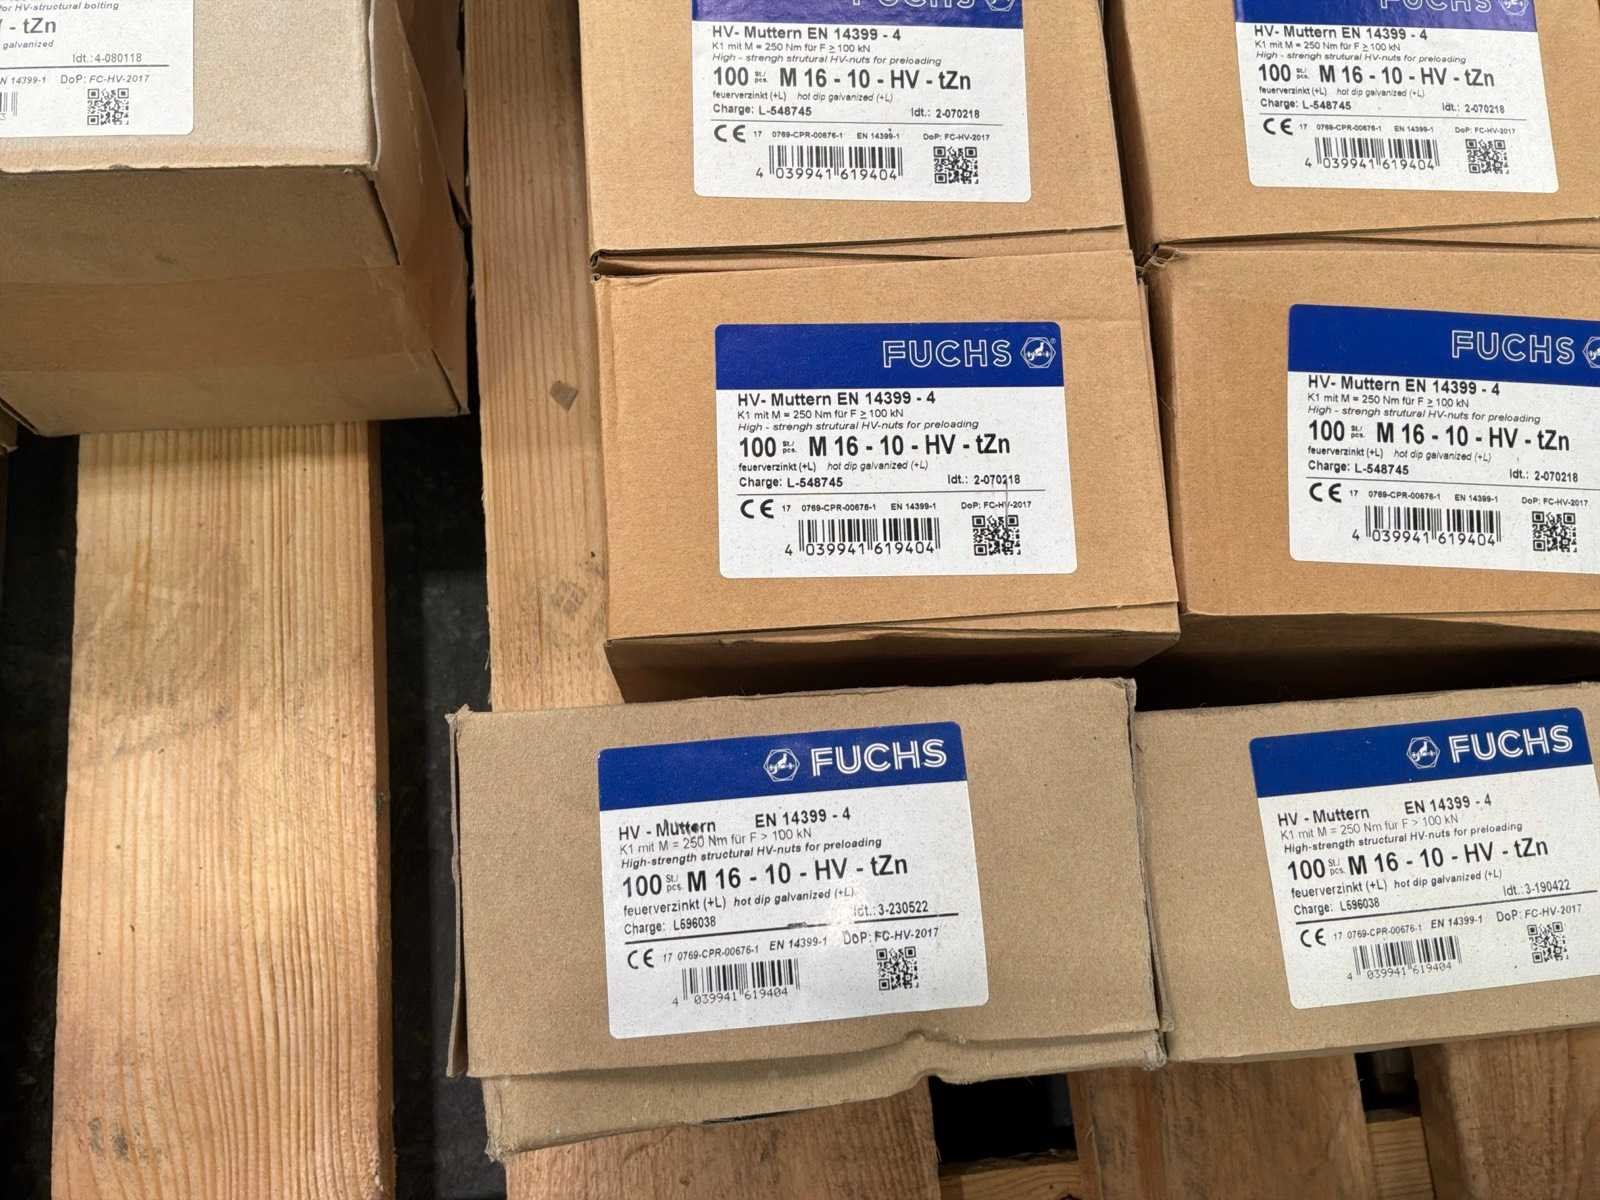 for HV-structural bolting
- tZn
galvanized
Idt.:4-080118
EN 14399-1 DoP: FC-HV-2017
FUCHS
HV- Muttern EN 14399 - 4
K1 mit M = 250 Nm für F ≥ 100 kN
High - strengh strutural HV-nuts for preloading
100 St./pcs. M 16 - 10 - HV - tZn
feuerverzinkt (+L) hot dip galvanized (+L)
Charge: L-548745 Idt.: 2-070218
CE 17 0769-CPR-00676-1 EN 14399-1 DoP: FC-HV-2017
4 039941 619404
FUCHS
HV- Muttern EN 14399 - 4
K1 mit M = 250 Nm für F ≥ 100 kN
High - strengh strutural HV-nuts for preloading
100 St./pcs. M 16 - 10 - HV - tZn
feuerverzinkt (+L) hot dip galvanized (+L)
Charge: L-548745 Idt.: 2-070218
CE 17 0769-CPR-00676-1 EN 14399-1 DoP: FC-HV-2017
4 039941 619404
FUCHS
HV- Muttern EN 14399 - 4
K1 mit M = 250 Nm für F ≥ 100 kN
High - strengh strutural HV-nuts for preloading
100 St./pcs. M 16 - 10 - HV - tZn
feuerverzinkt (+L) hot dip galvanized (+L)
Charge: L-548745 Idt.: 2-070218
CE 17 0769-CPR-00676-1 EN 14399-1 DoP: FC-HV-2017
4 039941 619404
FUCHS
HV- Muttern EN 14399 - 4
K1 mit M = 250 Nm für F ≥ 100 kN
High - strengh strutural HV-nuts for preloading
100 St./pcs. M 16 - 10 - HV - tZn
feuerverzinkt (+L) hot dip galvanized (+L)
Charge: L-548745 Idt.: 2-070218
CE 17 0769-CPR-00676-1 EN 14399-1 DoP: FC-HV-2017
4 039941 619404
FUCHS
HV - Muttern EN 14399 - 4
K1 mit M = 250 Nm für F > 100 kN
High-strength structural HV-nuts for preloading
100 St./pcs. M 16 - 10 - HV - tZn
feuerverzinkt (+L) hot dip galvanized (+L)
Charge: L596038 Idt.:3-230522
CE 17 0769-CPR-00676-1 EN 14399-1 DoP: FC-HV-2017
4 039941 619404
FUCHS
HV - Muttern EN 14399 - 4
K1 mit M = 250 Nm für F > 100 kN
High-strength structural HV-nuts for preloading
100 St./pcs. M 16 - 10 - HV - tZn
feuerverzinkt (+L) hot dip galvanized (+L)
Charge: L596038 Idt.:3-190422
CE 17 0769-CPR-00676-1 EN 14399-1 DoP: FC-HV-2017
4 039941 619404